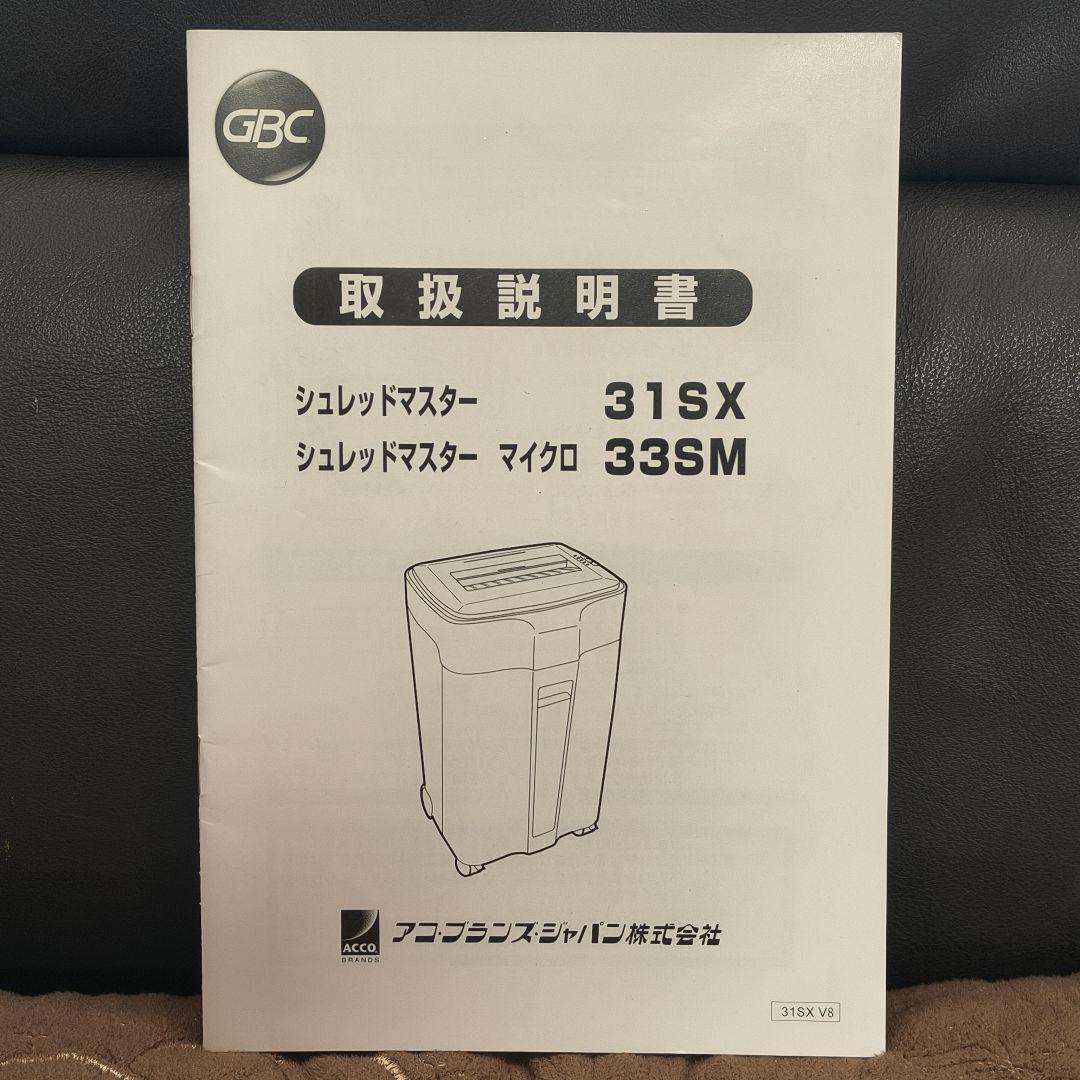 GBC
取扱説明書
シュレッドマスター 31SX
シュレッドマスター マイクロ 33SM
ACCO
BRANDS
アコ・ブランズ・ジャパン株式会社
31SX V8